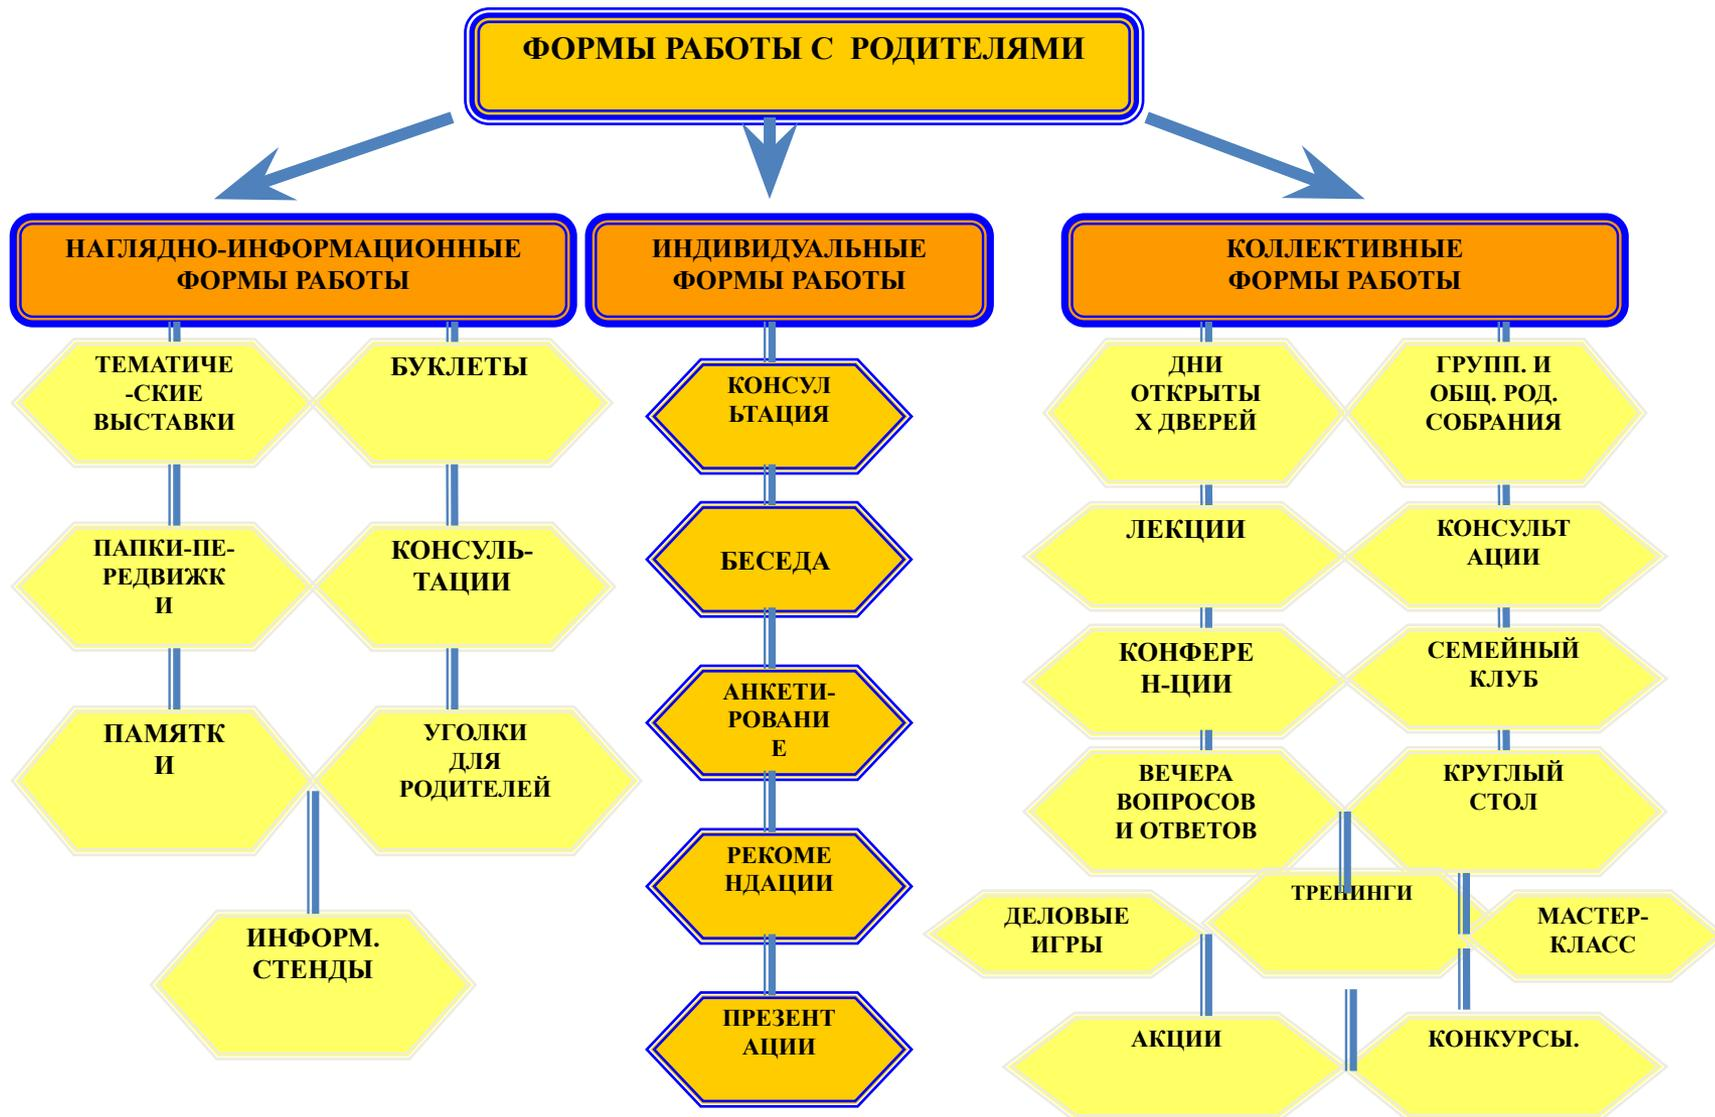 ФОРМЫ РАБОТЫ С РОДИТЕЛЯМИ
НАГЛЯДНО-ИНФОРМАЦИОННЫЕ
ФОРМЫ РАБОТЫ
ТЕМАТИЧЕ
-СКИЕ
ВЫСТАВКИ
БУКЛЕТЫ
ПАПКИ-ПЕ-
РЕДВИЖК
И
КОНСУЛЬ-
ТАЦИИ
ПАМЯТК
И
УГОЛКИ
ДЛЯ
РОДИТЕЛЕЙ
ИНФОРМ.
СТЕНДЫ
ИНДИВИДУАЛЬНЫЕ
ФОРМЫ РАБОТЫ
КОНСУЛ
ЬТАЦИЯ
БЕСЕДА
АНКЕТИ-
РОВАНИ
Е
РЕКОМЕ
НДАЦИИ
ПРЕЗЕНТ
АЦИИ
КОЛЛЕКТИВНЫЕ
ФОРМЫ РАБОТЫ
ДНИ
ОТКРЫТЫ
Х ДВЕРЕЙ
ГРУПП. И
ОБЩ. РОД.
СОБРАНИЯ
ЛЕКЦИИ
КОНСУЛЬТ
АЦИИ
КОНФЕРЕ
Н-ЦИИ
СЕМЕЙНЫЙ
КЛУБ
ВЕЧЕРА
ВОПРОСОВ
И ОТВЕТОВ
КРУГЛЫЙ
СТОЛ
ДЕЛОВЫЕ
ИГРЫ
ТРЕНИНГИ
МАСТЕР-
КЛАСС
АКЦИИ
КОНКУРСЫ.